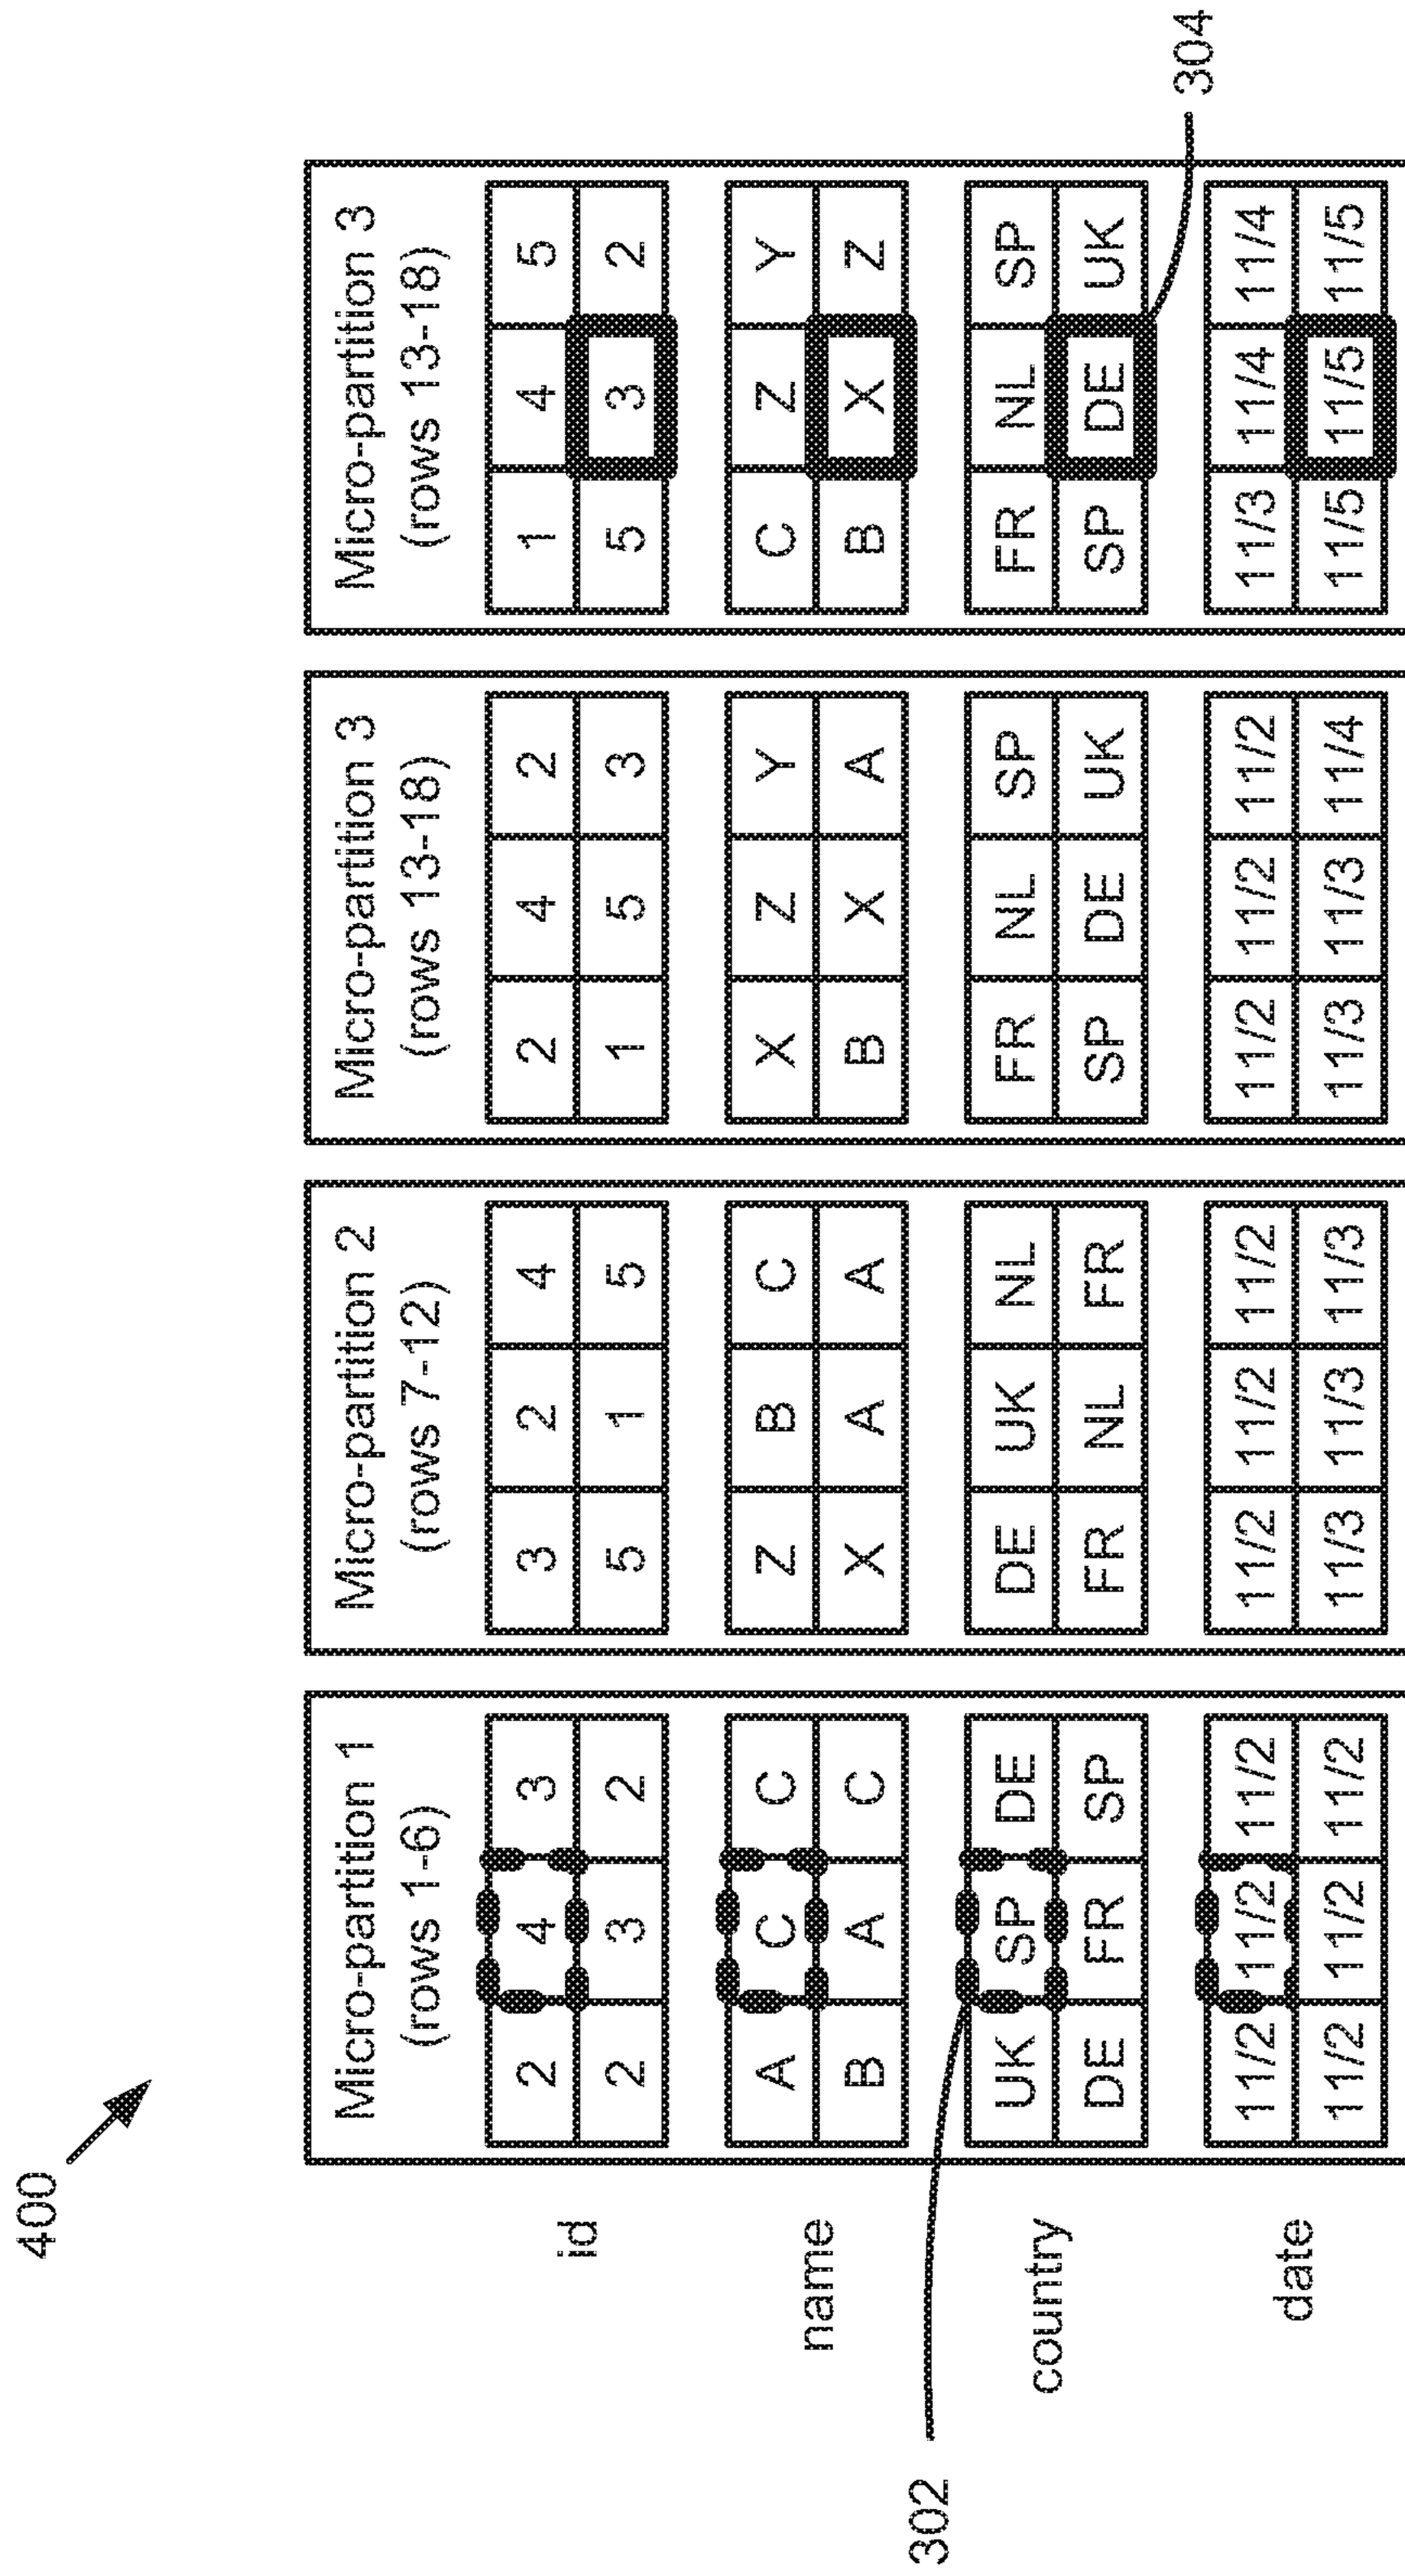 400
Micro-partition 1
(rows 1-6)
Micro-partition 2
(rows 7-12)
Micro-partition 3
(rows 13-18)
Micro-partition 3
(rows 13-18)
id
2 4 3
2 3 2
3 2 4
5 1 5
2 4 2
1 5 3
1 4 5
5 3 2
name
A C C
B A C
Z B C
X A A
X Z Y
B X A
C Z Y
B X Z
302
country
UK SP DE
DE FR SP
DE UK NL
FR NL FR
FR NL SP
SP DE UK
FR NL SP
SP DE UK
304
date
11/2 11/2 11/2
11/2 11/2 11/2
11/2 11/2 11/2
11/3 11/3 11/3
11/2 11/2 11/2
11/3 11/3 11/4
11/3 11/4 11/4
11/5 11/5 11/5